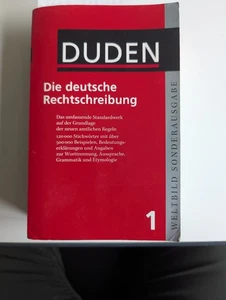 DUDEN
Die deutsche
Rechtschreibung
Das umfassende Standardwerk
auf der Grundlage
der neuen amtlichen Regeln
120 000 Stichwörter mit über
500 000 Beispielen, Bedeutungs-
erklärungen und Angaben
zur Worttrennung, Aussprache,
Grammatik und Etymologie
1
WELTBILD SONDERAUSGABE